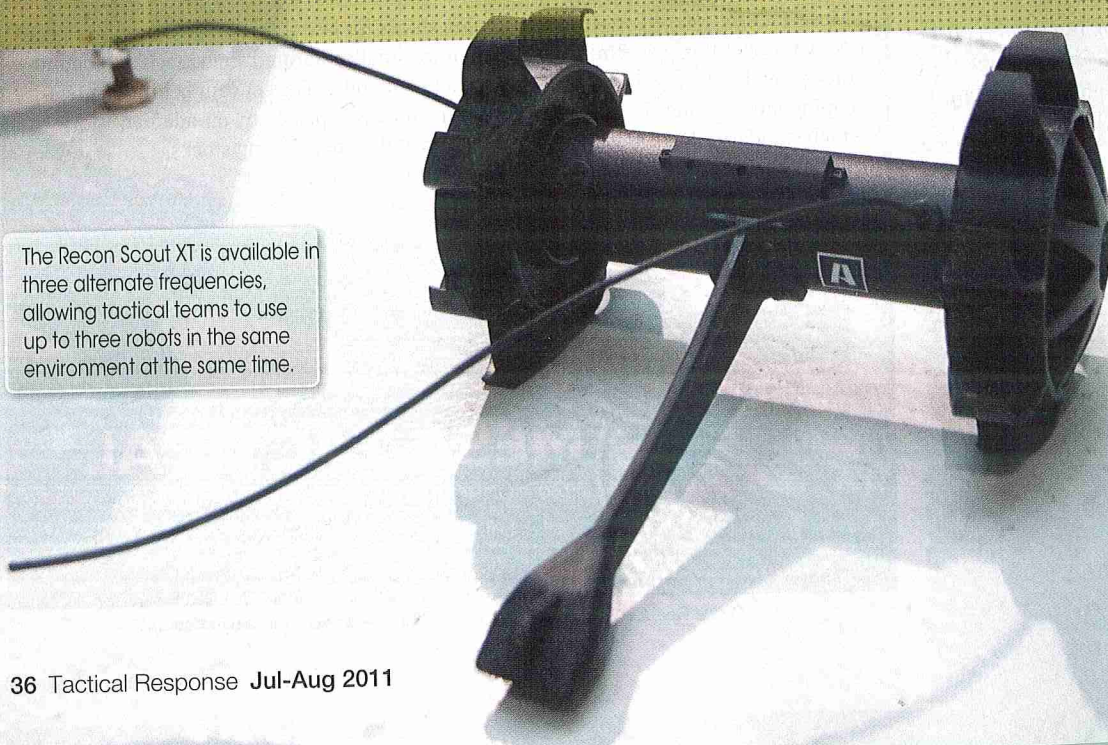 The Recon Scout XT is available in
three alternate frequencies,
allowing tactical teams to use
up to three robots in the same
environment at the same time.
A
36 Tactical Response Jul-Aug 2011